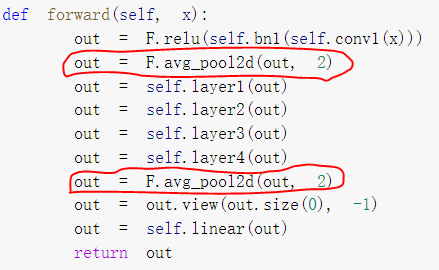 def forward(self, x):
out = F.relu(self.bn1(self.conv1(x)))
out = F.avg_pool2d(out, 2)
out = self.layer1(out)
out = self.layer2(out)
out = self.layer3(out)
out = self.layer4(out)
out = F.avg_pool2d(out, 2)
out = out.view(out.size(0), -1)
out = self.linear(out)
return out